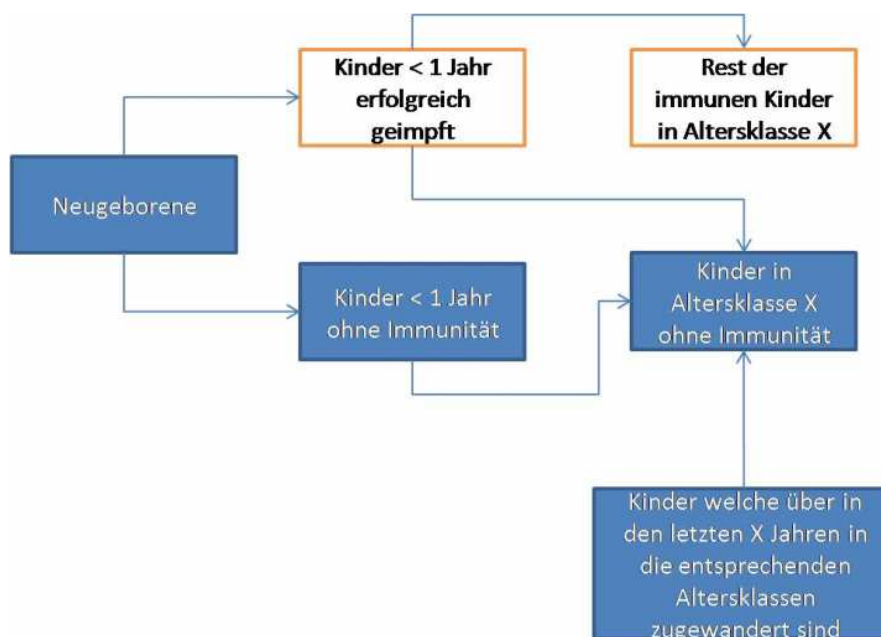 Kinder < 1 Jahr
erfolgreich
geimpft
Rest der
immunen Kinder
in Altersklasse X
Neugeborene
Kinder < 1 Jahr
ohne Immunität
Kinder in
Altersklasse X
ohne Immunität
Kinder welche über in
den letzten X Jahren in
die entsprechenden
Altersklassen
zugewandert sind